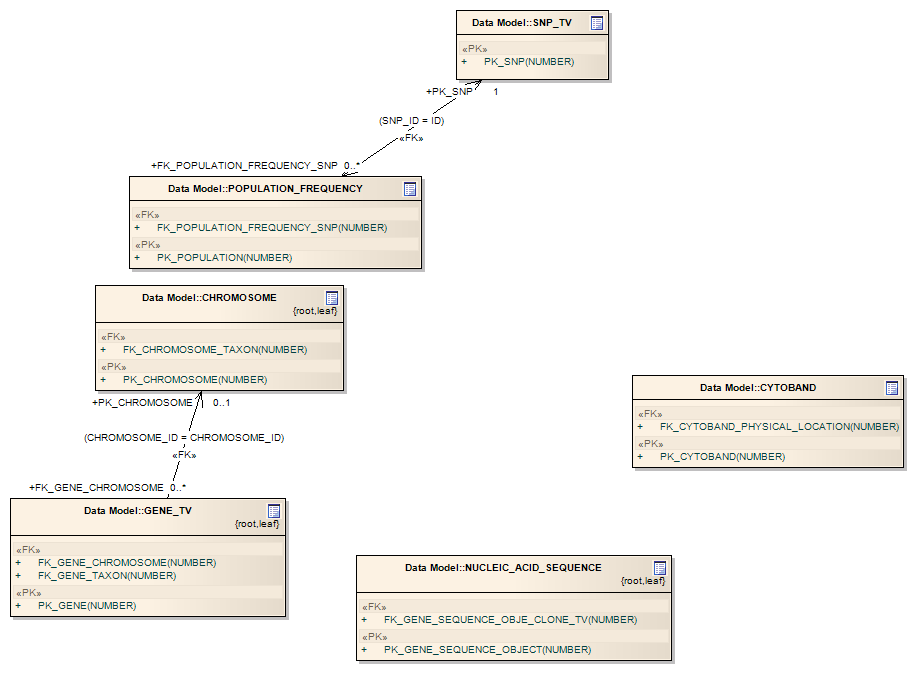 Data Model::SNP_TV
«PK»
+ PK_SNP(NUMBER)
+PK_SNP 1
(SNP_ID = ID)
«FK»
+FK_POPULATION_FREQUENCY_SNP 0..*
Data Model::POPULATION_FREQUENCY
«FK»
+ FK_POPULATION_FREQUENCY_SNP(NUMBER)
«PK»
+ PK_POPULATION(NUMBER)
Data Model::CHROMOSOME
{root,leaf}
«FK»
+ FK_CHROMOSOME_TAXON(NUMBER)
«PK»
+ PK_CHROMOSOME(NUMBER)
+PK_CHROMOSOME 0..1
(CHROMOSOME_ID = CHROMOSOME_ID)
«FK»
+FK_GENE_CHROMOSOME 0..*
Data Model::GENE_TV
{root,leaf}
«FK»
+ FK_GENE_CHROMOSOME(NUMBER)
+ FK_GENE_TAXON(NUMBER)
«PK»
+ PK_GENE(NUMBER)
Data Model::CYTOBAND
«FK»
+ FK_CYTOBAND_PHYSICAL_LOCATION(NUMBER)
«PK»
+ PK_CYTOBAND(NUMBER)
Data Model::NUCLEIC_ACID_SEQUENCE
{root,leaf}
«FK»
+ FK_GENE_SEQUENCE_OBJE_CLONE_TV(NUMBER)
«PK»
+ PK_GENE_SEQUENCE_OBJECT(NUMBER)